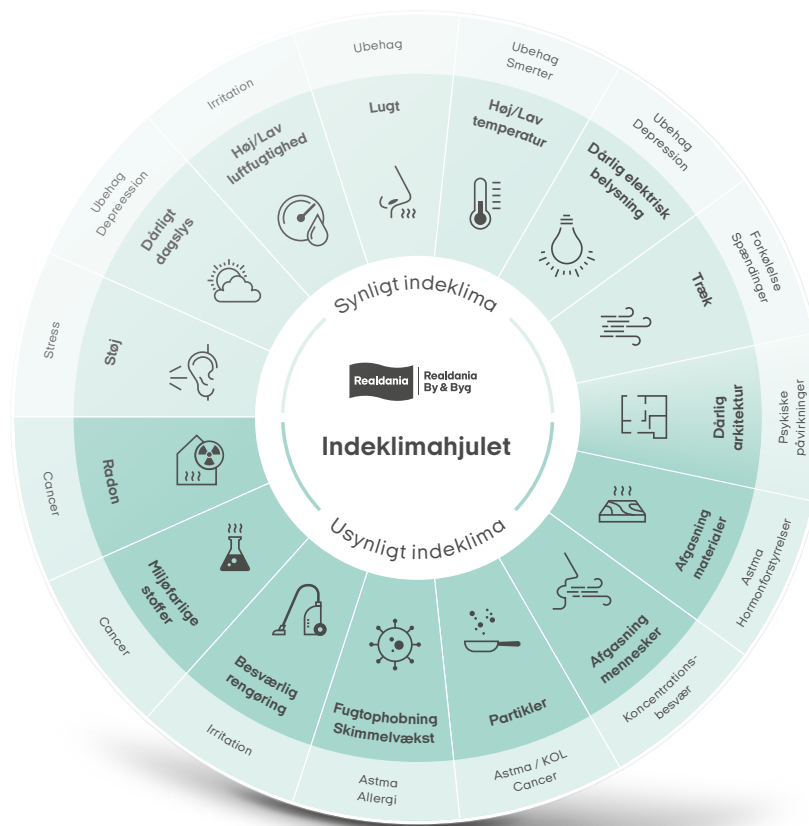 Ubehag
Lugt
Ubehag
Smerter
Høj/Lav
temperatur
Ubehag
Depression
Dårlig elektrisk
belysning
Forkølelse
Spændinger
Træk
Psykiske
påvirkninger
Dårlig
arkitektur
Astma
Hormonforstyrrelser
Afgasning
materialer
Koncentrations-
besvær
Afgasning
mennesker
Astma / KOL
Cancer
Partikler
Astma
Allergi
Fugtophobning
Skimmelvækst
Irritation
Besværlig
rengøring
Cancer
Miljøfarlige
stoffer
Cancer
Radon
Stress
Støj
Ubehag
Depreession
Dårligt
dagslys
Irritation
Høj/Lav
luftfugtighed
Synligt indeklima
Realdania
Realdania
By & Byg
Indeklimahjulet
Usynligt indeklima